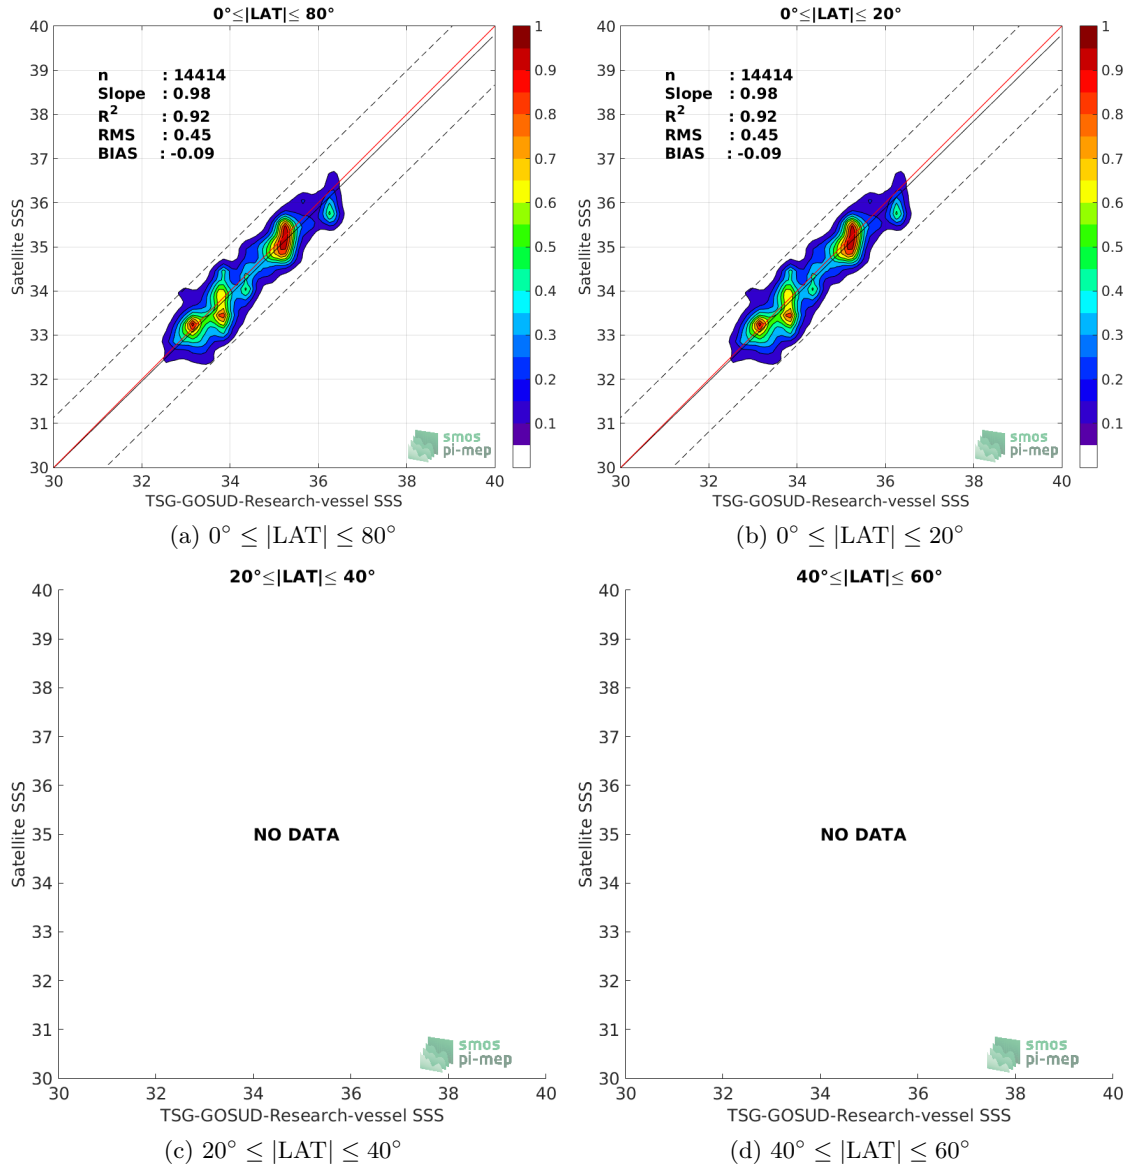 0°≤|LAT|≤ 80°
40
39
38
37
36
35
34
33
32
31
30
Satellite SSS
n : 14414
Slope : 0.98
R² : 0.92
RMS : 0.45
BIAS : -0.09
smos
pi-mep
30 32 34 36 38 40
TSG-GOSUD-Research-vessel SSS
1
0.9
0.8
0.7
0.6
0.5
0.4
0.3
0.2
0.1
(a) 0° ≤ |LAT| ≤ 80°
0°≤|LAT|≤ 20°
40
39
38
37
36
35
34
33
32
31
30
Satellite SSS
n : 14414
Slope : 0.98
R² : 0.92
RMS : 0.45
BIAS : -0.09
smos
pi-mep
30 32 34 36 38 40
TSG-GOSUD-Research-vessel SSS
1
0.9
0.8
0.7
0.6
0.5
0.4
0.3
0.2
0.1
(b) 0° ≤ |LAT| ≤ 20°
20°≤|LAT|≤ 40°
40
39
38
37
36
35
34
33
32
31
30
Satellite SSS
NO DATA
smos
pi-mep
30 32 34 36 38 40
TSG-GOSUD-Research-vessel SSS
(c) 20° ≤ |LAT| ≤ 40°
40°≤|LAT|≤ 60°
40
39
38
37
36
35
34
33
32
31
30
Satellite SSS
NO DATA
smos
pi-mep
30 32 34 36 38 40
TSG-GOSUD-Research-vessel SSS
(d) 40° ≤ |LAT| ≤ 60°